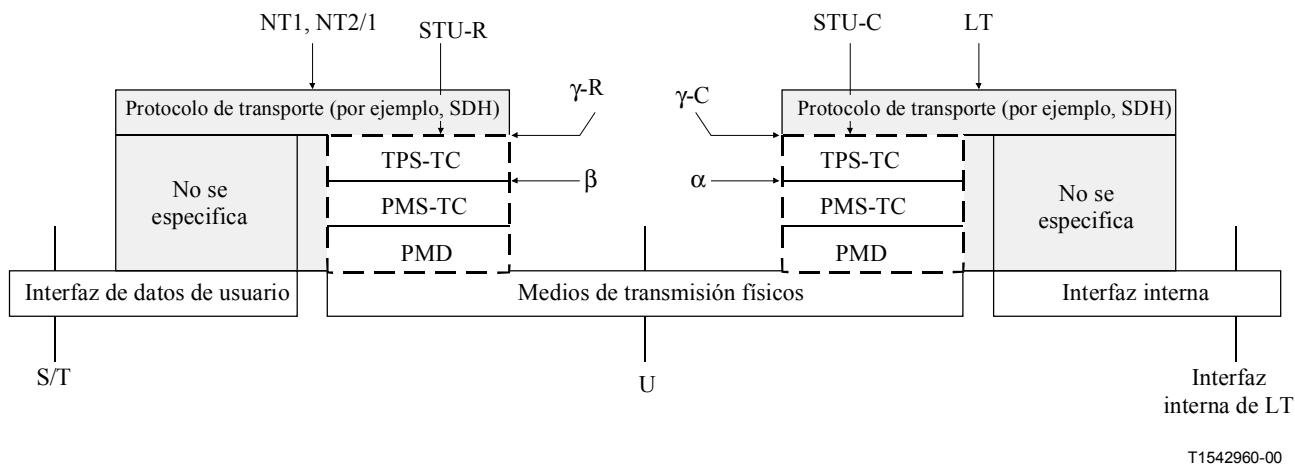 NT1, NT2/1
STU-R
STU-C
LT
Protocolo de transporte (por ejemplo, SDH)
γ-R
γ-C
Protocolo de transporte (por ejemplo, SDH)
No se
especifica
TPS-TC
PMS-TC
PMD
β
α
TPS-TC
PMS-TC
PMD
No se
especifica
Interfaz de datos de usuario
Medios de transmisión físicos
Interfaz interna
S/T
U
Interfaz
interna de LT
T1542960-00